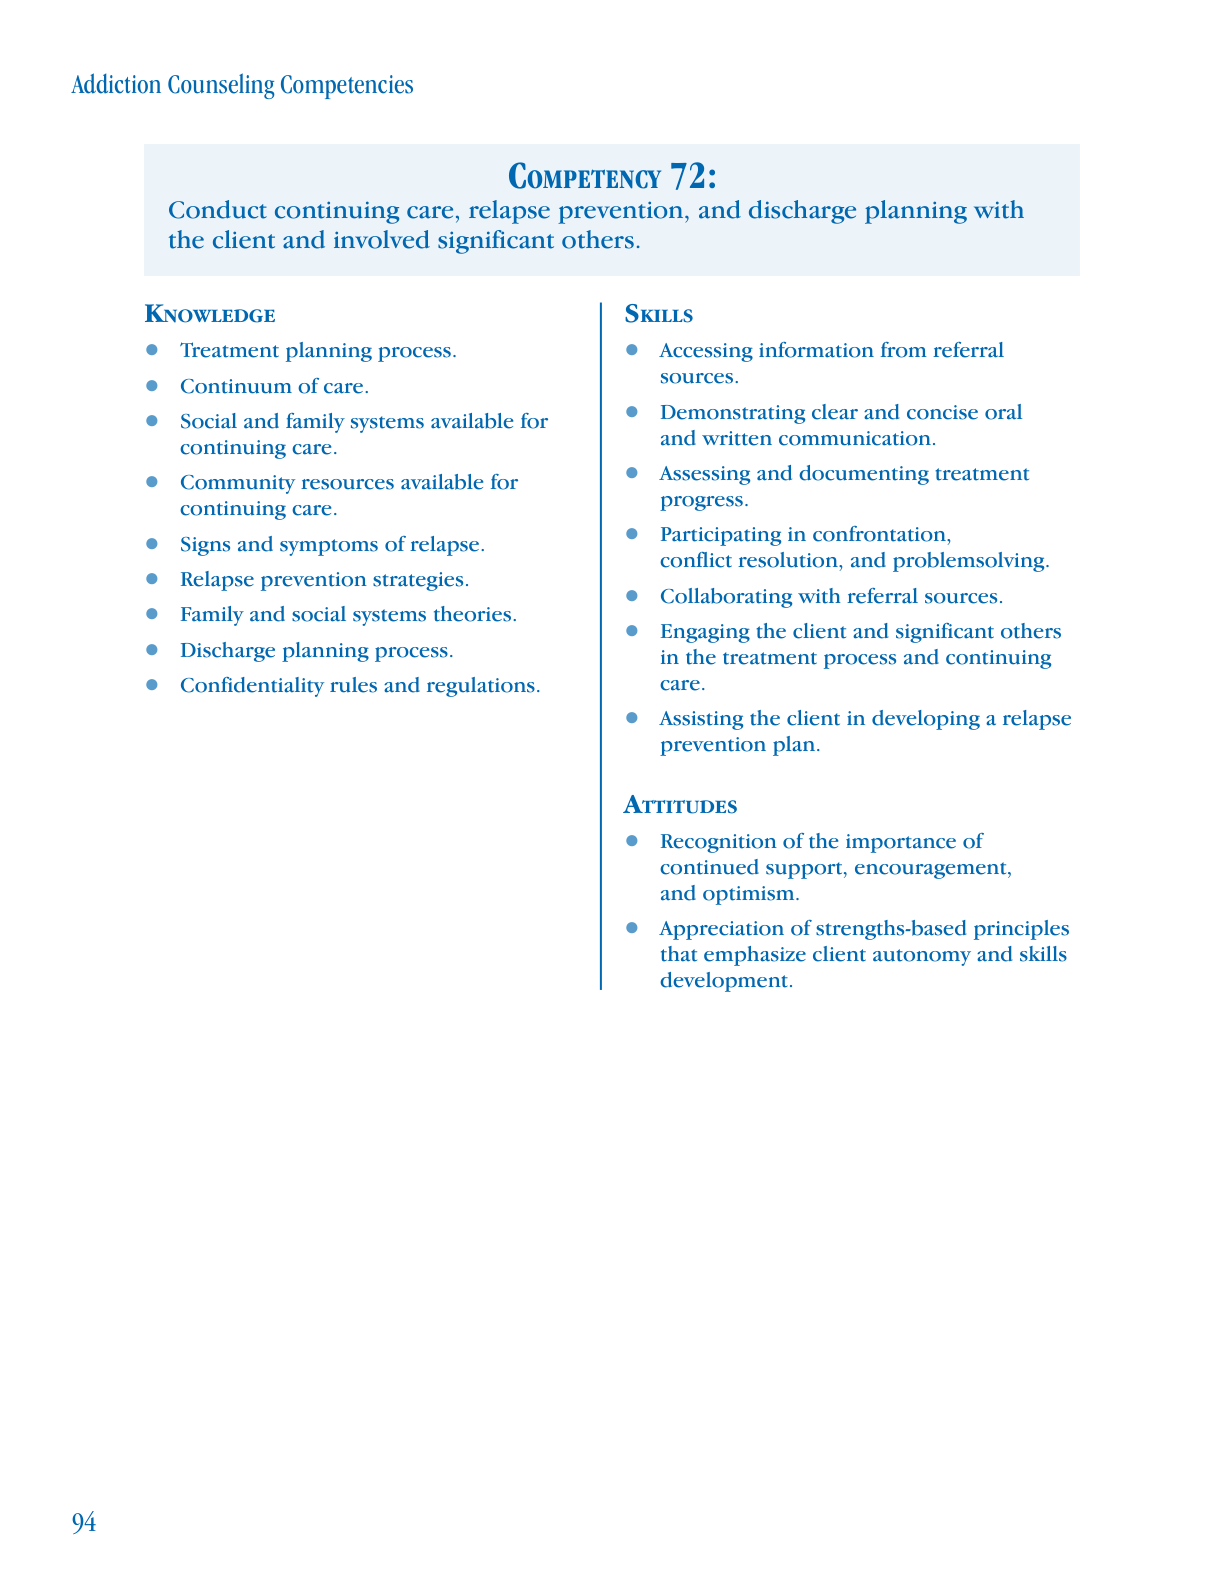 Addiction Counseling Competencies
Competency 72:
Conduct continuing care, relapse prevention, and discharge planning with
the client and involved significant others.
Knowledge
● Treatment planning process.
● Continuum of care.
● Social and family systems available for
continuing care.
● Community resources available for
continuing care.
● Signs and symptoms of relapse.
● Relapse prevention strategies.
● Family and social systems theories.
● Discharge planning process.
● Confidentiality rules and regulations.
Skills
● Accessing information from referral
sources.
● Demonstrating clear and concise oral
and written communication.
● Assessing and documenting treatment
progress.
● Participating in confrontation,
conflict resolution, and problemsolving.
● Collaborating with referral sources.
● Engaging the client and significant others
in the treatment process and continuing
care.
● Assisting the client in developing a relapse
prevention plan.
Attitudes
● Recognition of the importance of
continued support, encouragement,
and optimism.
● Appreciation of strengths-based principles
that emphasize client autonomy and skills
development.
94